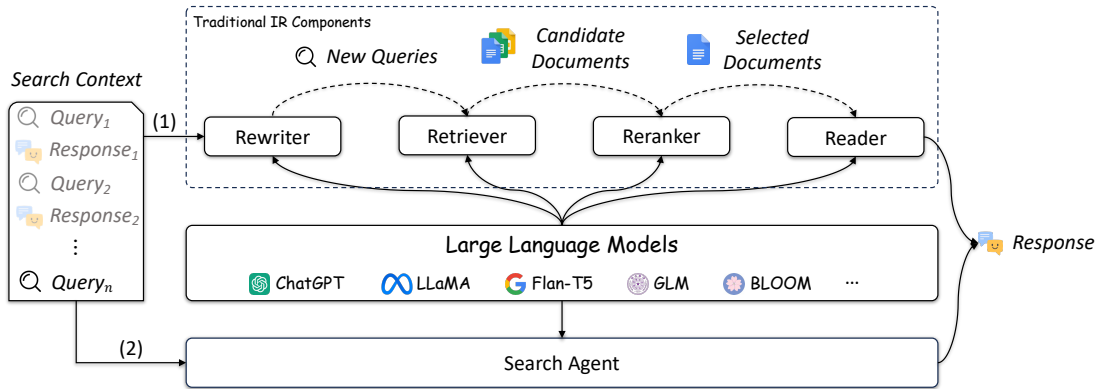 Traditional IR Components
New Queries
Candidate
Documents
Selected
Documents
Search Context
Query1
Response1
Query2
Response2
⋮
Queryn
(1)
Rewriter
Retriever
Reranker
Reader
Large Language Models
ChatGPT
LLaMA
Flan-T5
GLM
BLOOM
...
Response
(2)
Search Agent